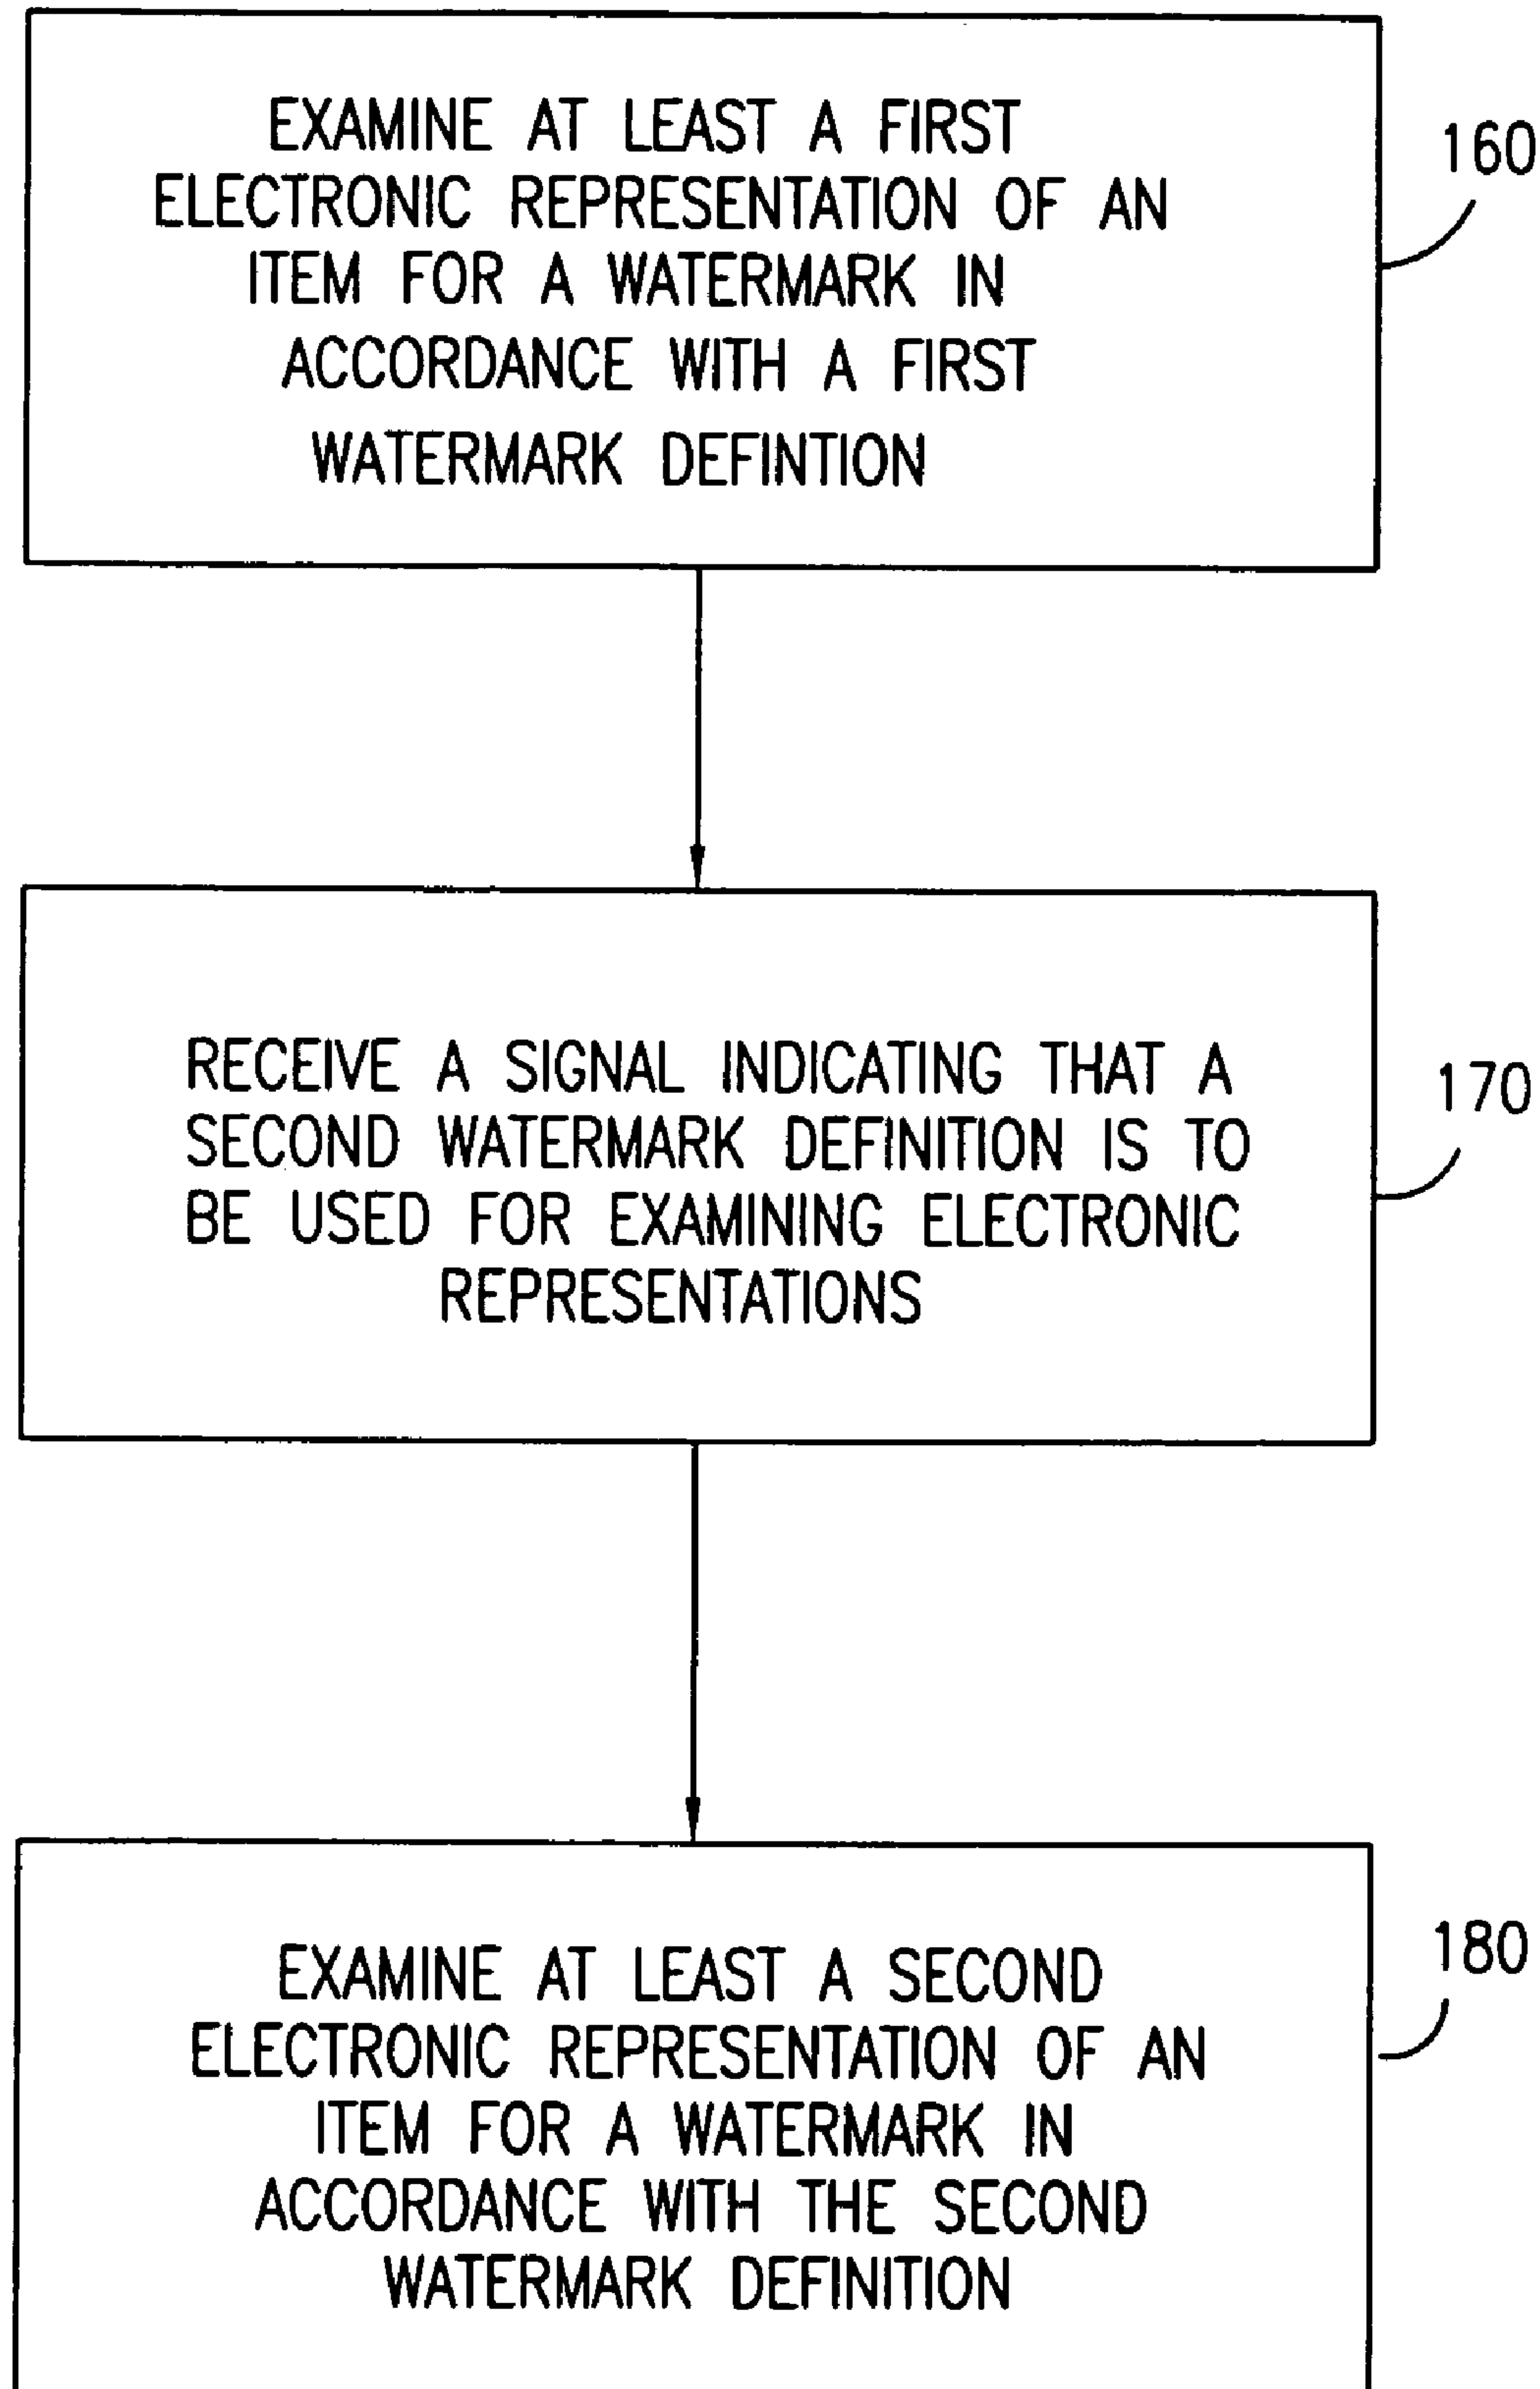 EXAMINE AT LEAST A FIRST
ELECTRONIC REPRESENTATION OF AN
ITEM FOR A WATERMARK IN
ACCORDANCE WITH A FIRST
WATERMARK DEFINTION
160
RECEIVE A SIGNAL INDICATING THAT A
SECOND WATERMARK DEFINITION IS TO
BE USED FOR EXAMINING ELECTRONIC
REPRESENTATIONS
170
EXAMINE AT LEAST A SECOND
ELECTRONIC REPRESENTATION OF AN
ITEM FOR A WATERMARK IN
ACCORDANCE WITH THE SECOND
WATERMARK DEFINITION
180